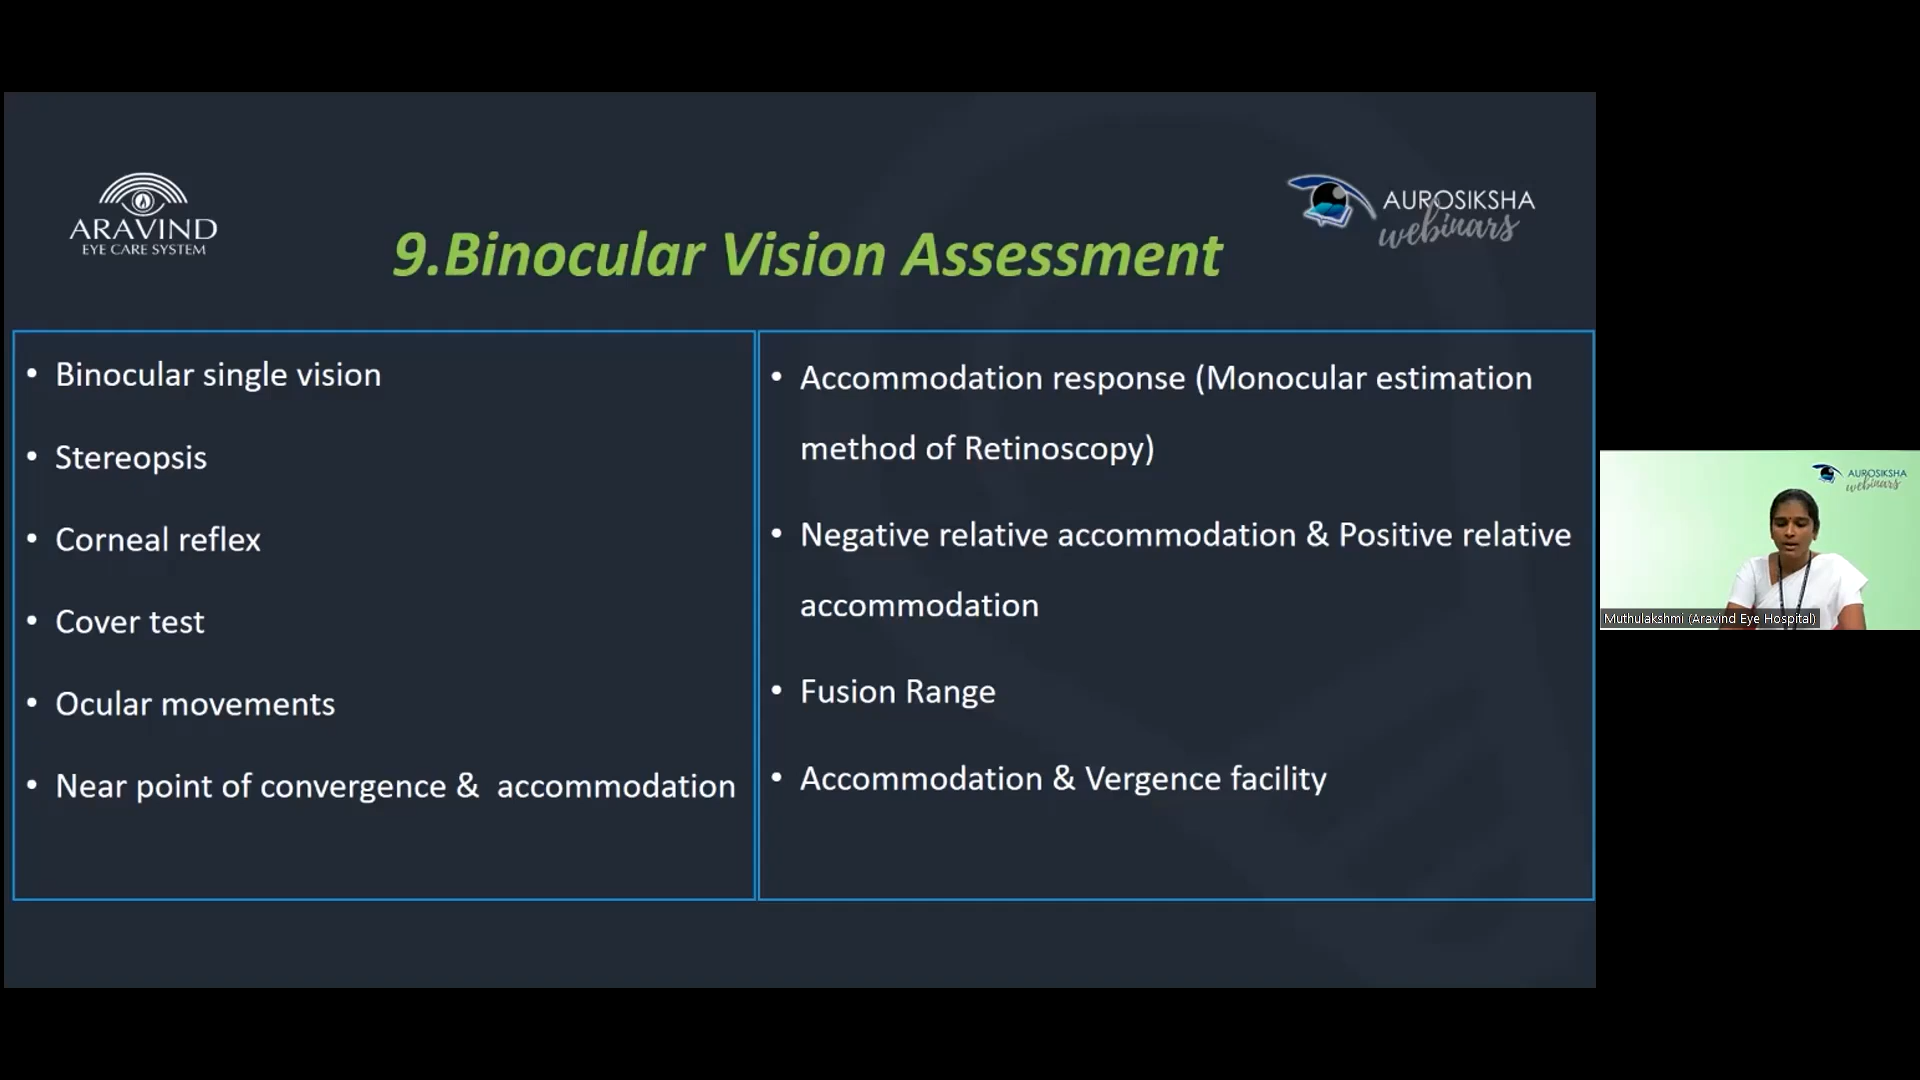 ARAVIND
EYE CARE SYSTEM
AUROSIKSHA
webinars
9.Binocular Vision Assessment
• Binocular single vision
• Stereopsis
• Corneal reflex
• Cover test
• Ocular movements
• Near point of convergence & accommodation
• Accommodation response (Monocular estimation
method of Retinoscopy)
• Negative relative accommodation & Positive relative
accommodation
• Fusion Range
• Accommodation & Vergence facility
AUROSIKSHA
webinars
Muthulakshmi (Aravind Eye Hospital)